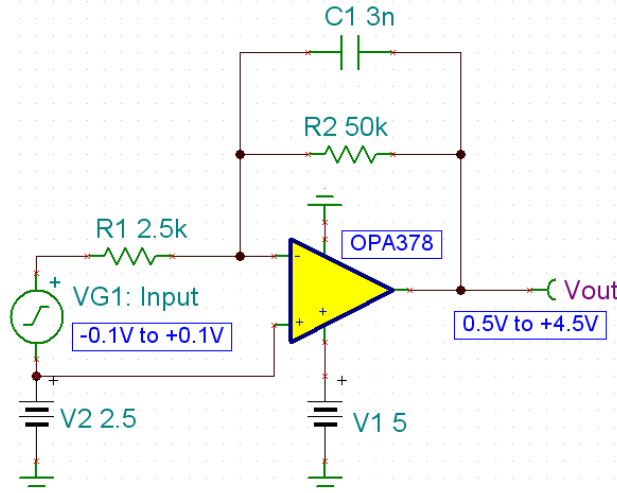 C1 3n
R2 50k
R1 2.5k
OPA378
-
+
+
+
VG1: Input
-0.1V to +0.1V
Vout
0.5V to +4.5V
+
+
V2 2.5
V1 5